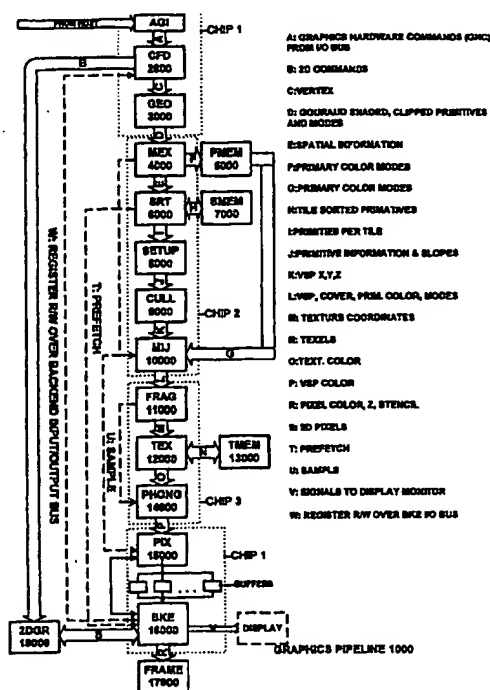 FROM HOST
AGI
CHIP 1
A
B
CFD
2000
C
GEO
3000
D
MEX
4000
F
PMEM
5000
E
SRT
6000
H
SMEM
7000
I
SETUP
8000
J
CULL
9000
CHIP 2
K
MIJ
10000
G
L
FRAG
11000
M
TEX
12000
N
TMEM
13000
O
PHONG
14000
CHIP 3
P
PIX
15000
CHIP 1
BUFFERS
BKE
16000
V
DISPLAY
2DGR
18000
S
R
FRAME
17000
GRAPHICS PIPELINE 1000
W: REGISTER R/W OVER BACKEND INPUT/OUTPUT BUS
T: PREFETCH
U: SAMPLE
A: GRAPHICS HARDWARE COMMANDS (GHC)
FROM I/O BUS
B: 2D COMMANDS
C:VERTEX
D: GOURAUD SHADED, CLIPPED PRIMITIVES
AND MODES
E:SPATIAL INFORMATION
F:PRIMARY COLOR MODES
G:PRIMARY COLOR MODES
H:TILE SORTED PRIMATIVES
I:PRIMITIES PER TILE
J:PRIMITIVE INFORMATION & SLOPES
K:VSP X,Y,Z
L:VSP, COVER, PRIM. COLOR, MODES
M: TEXTURE COORDINATES
N: TEXELS
O:TEXT. COLOR
P: VSP COLOR
R: PIXEL COLOR, Z, STENCIL
S: 2D PIXELS
T: PREFETCH
U: SAMPLE
V: SIGNALS TO DISPLAY MONITOR
W: REGISTER R/W OVER BKE I/O BUS